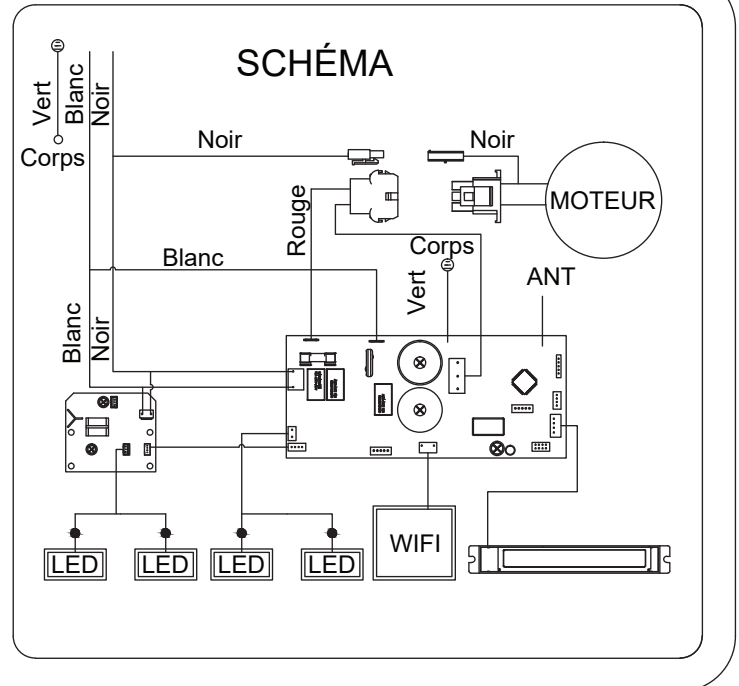 SCHÉMA
Vert
Blanc
Noir
Corps
Noir
Noir
MOTEUR
Rouge
Blanc
Corps
Vert
ANT
Blanc
Noir
LED
LED
LED
LED
WIFI